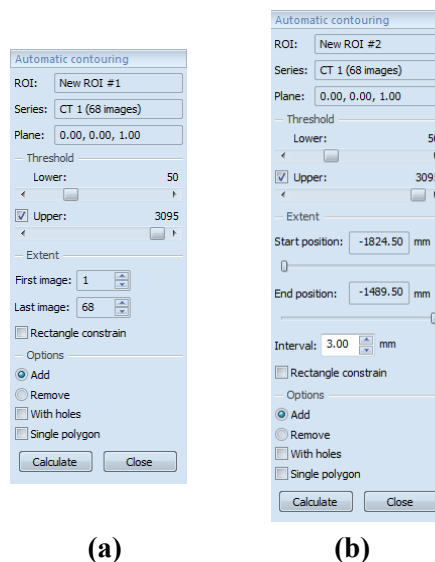 Automatic contouring
ROI: New ROI #1
Series: CT 1 (68 images)
Plane: 0.00, 0.00, 1.00
Threshold
Lower: 50
Upper: 3095
Extent
First image: 1
Last image: 68
Rectangle constrain
Options
Add
Remove
With holes
Single polygon
Calculate Close
(a)
Automatic contouring
ROI: New ROI #2
Series: CT 1 (68 images)
Plane: 0.00, 0.00, 1.00
Threshold
Lower:
Upper: 3095
Extent
Start position: -1824.50 mm
End position: -1489.50 mm
Interval: 3.00 mm
Rectangle constrain
Options
Add
Remove
With holes
Single polygon
Calculate Close
(b)